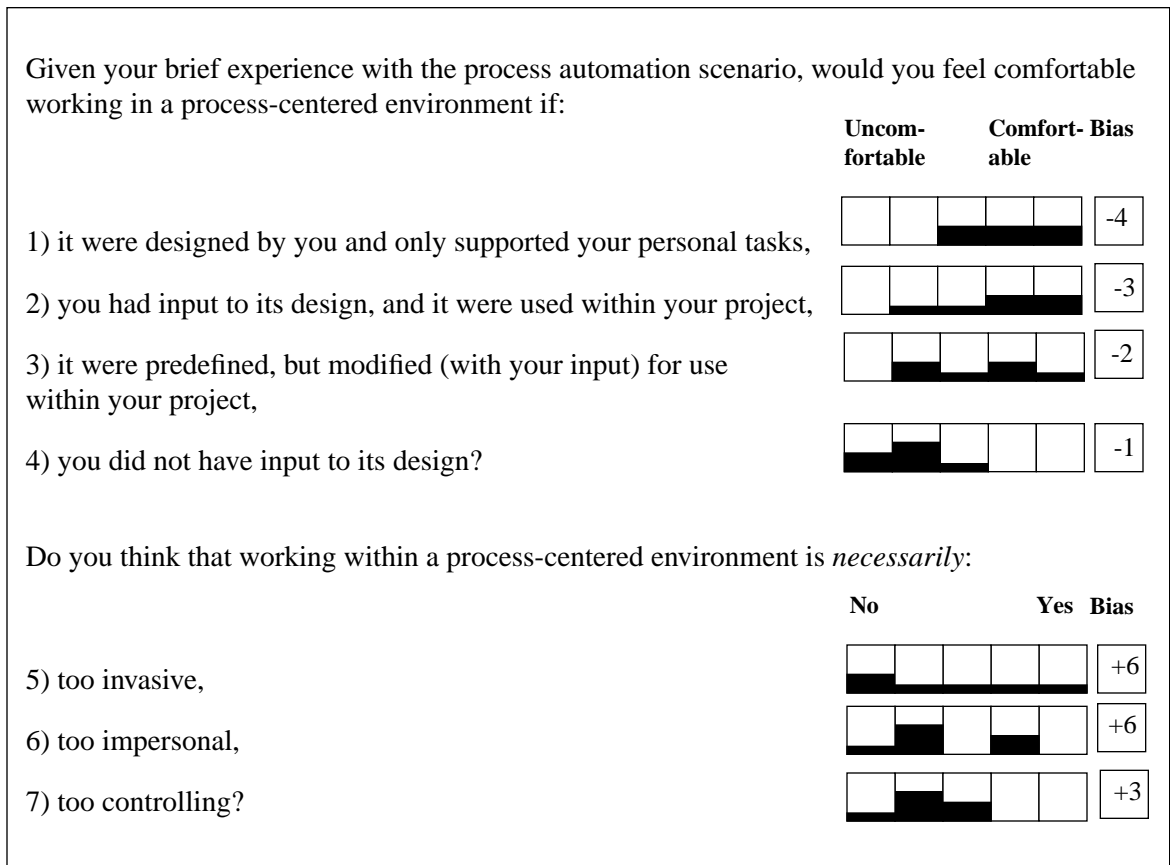 Given your brief experience with the process automation scenario, would you feel comfortable
working in a process-centered environment if:
Uncom- Comfort- Bias
fortable able
1) it were designed by you and only supported your personal tasks, -4
2) you had input to its design, and it were used within your project, -3
3) it were predefined, but modified (with your input) for use -2
within your project,
4) you did not have input to its design? -1
Do you think that working within a process-centered environment is necessarily:
No Yes Bias
5) too invasive, +6
6) too impersonal, +6
7) too controlling? +3